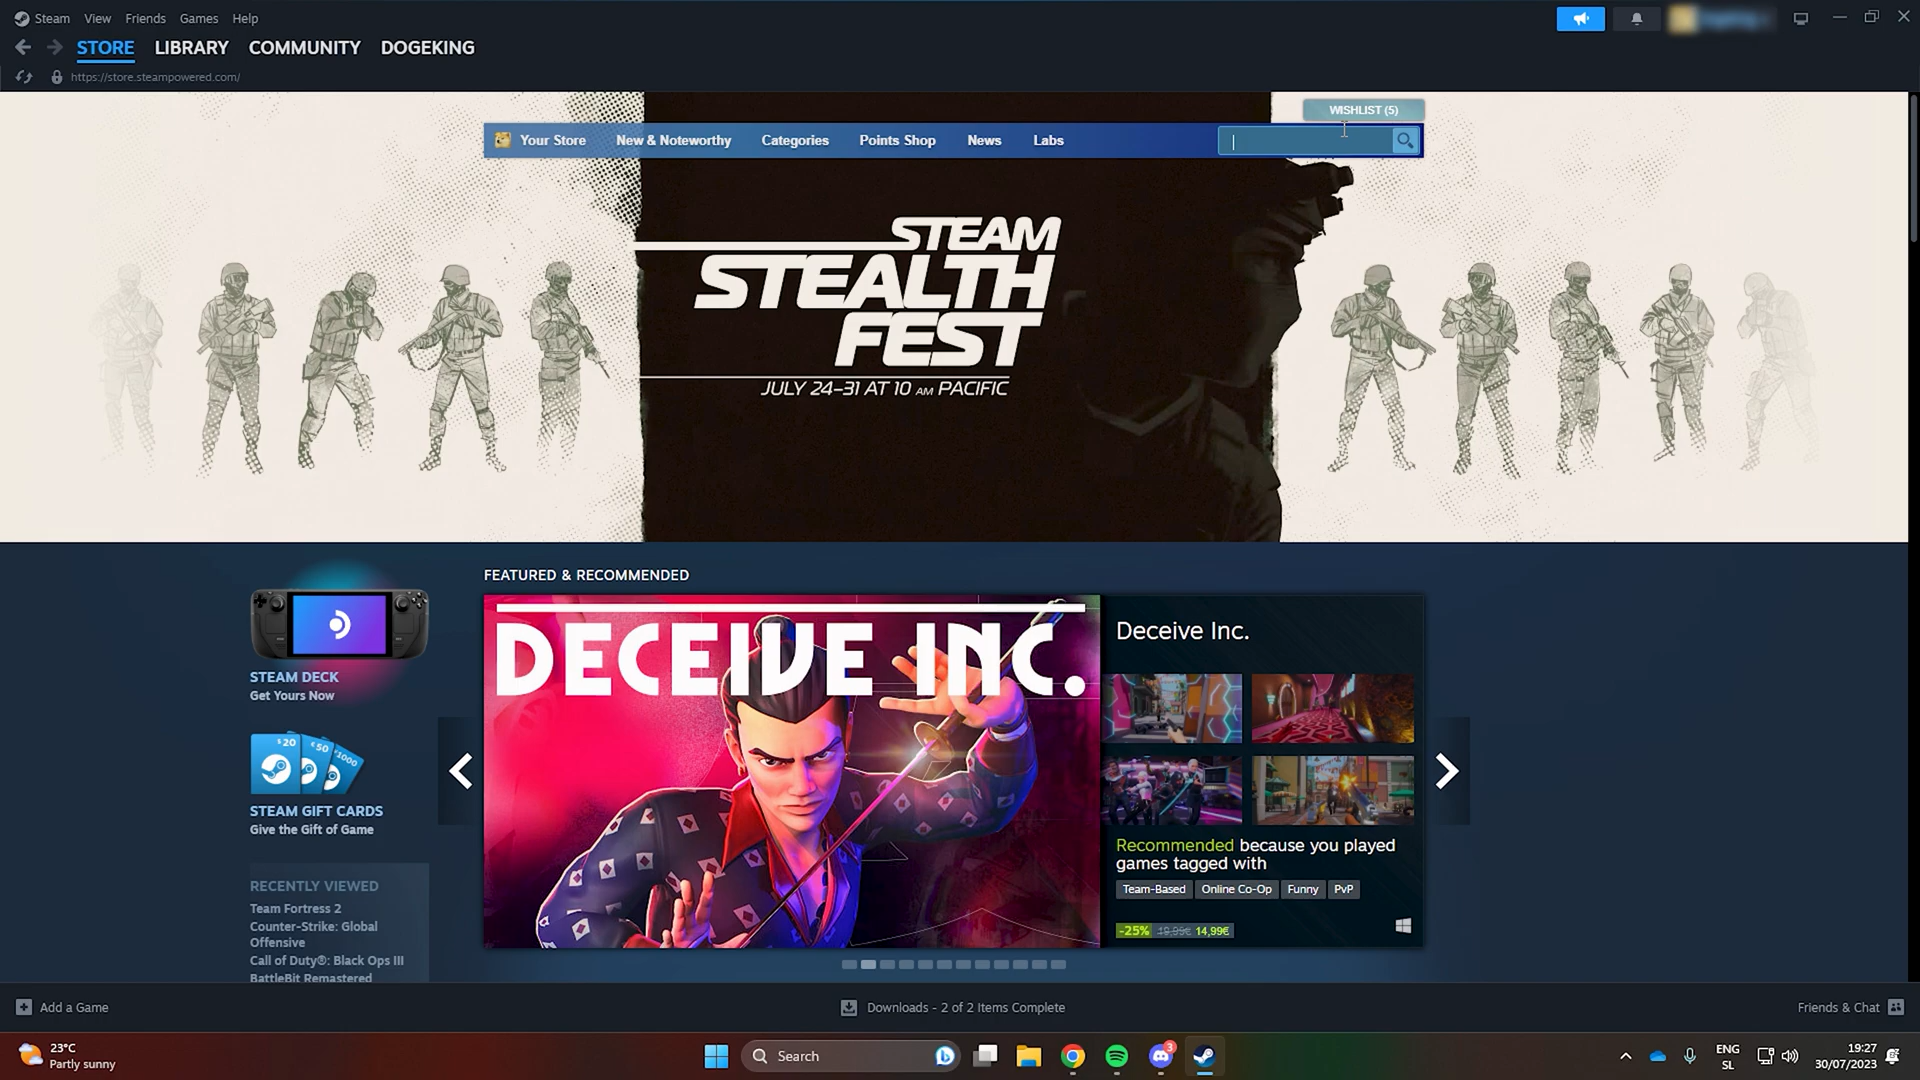 Steam View Friends Games Help
STORE LIBRARY COMMUNITY DOGEKING
https://store.steampowered.com/
WISHLIST (5)
Your Store New & Noteworthy Categories Points Shop News Labs
STEAM
STEALTH
FEST
JULY 24-31 AT 10 AM PACIFIC
FEATURED & RECOMMENDED
DECEIVE INC.
Deceive Inc.
STEAM DECK
Get Yours Now
$20 €50 ¥1000
STEAM GIFT CARDS
Give the Gift of Game
Recommended because you played
games tagged with
Team-Based Online Co-Op Funny PvP
-25% 19,99€ 14,99€
RECENTLY VIEWED
Team Fortress 2
Counter-Strike: Global
Offensive
Call of Duty®: Black Ops III
BattleBit Remastered
Add a Game
Downloads - 2 of 2 Items Complete
Friends & Chat
23°C
Partly sunny
Search
3
ENG
SL
19:27
30/07/2023